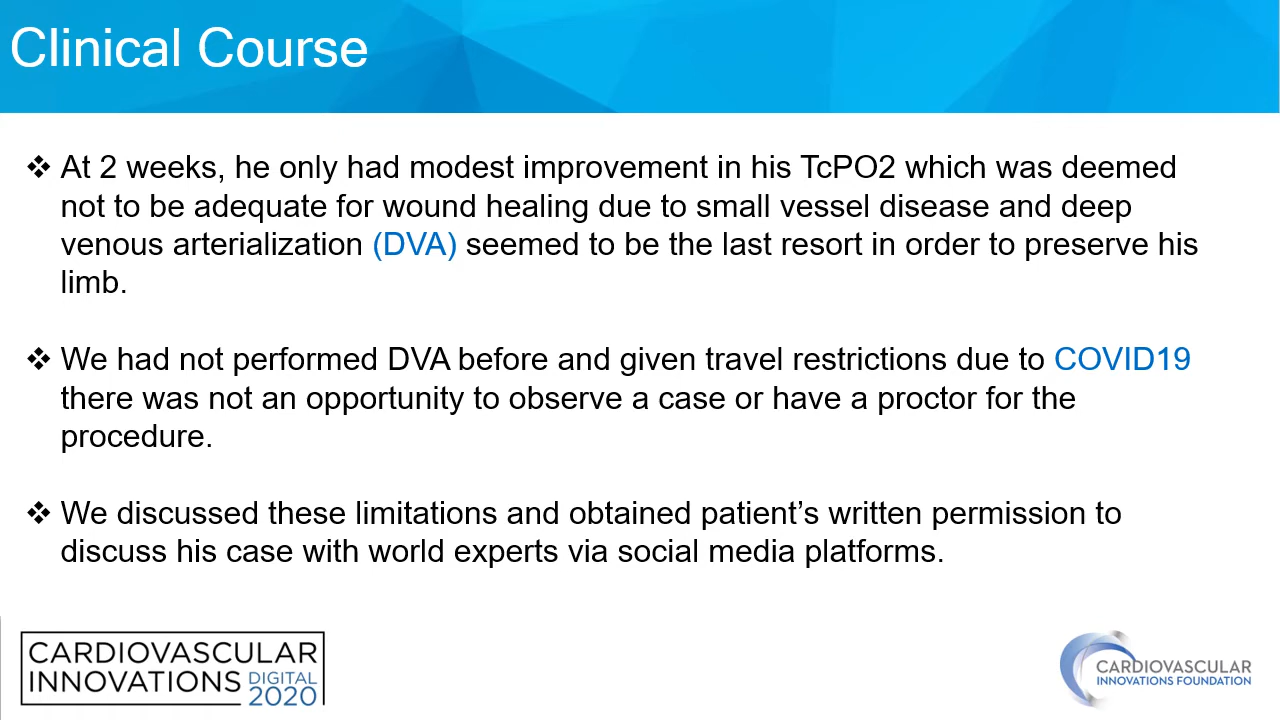 Clinical Course
❖ At 2 weeks, he only had modest improvement in his TcPO2 which was deemed
not to be adequate for wound healing due to small vessel disease and deep
venous arterialization (DVA) seemed to be the last resort in order to preserve his
limb.
❖ We had not performed DVA before and given travel restrictions due to COVID19
there was not an opportunity to observe a case or have a proctor for the
procedure.
❖ We discussed these limitations and obtained patient’s written permission to
discuss his case with world experts via social media platforms.
CARDIOVASCULAR
INNOVATIONS DIGITAL
2020
CARDIOVASCULAR
INNOVATIONS FOUNDATION